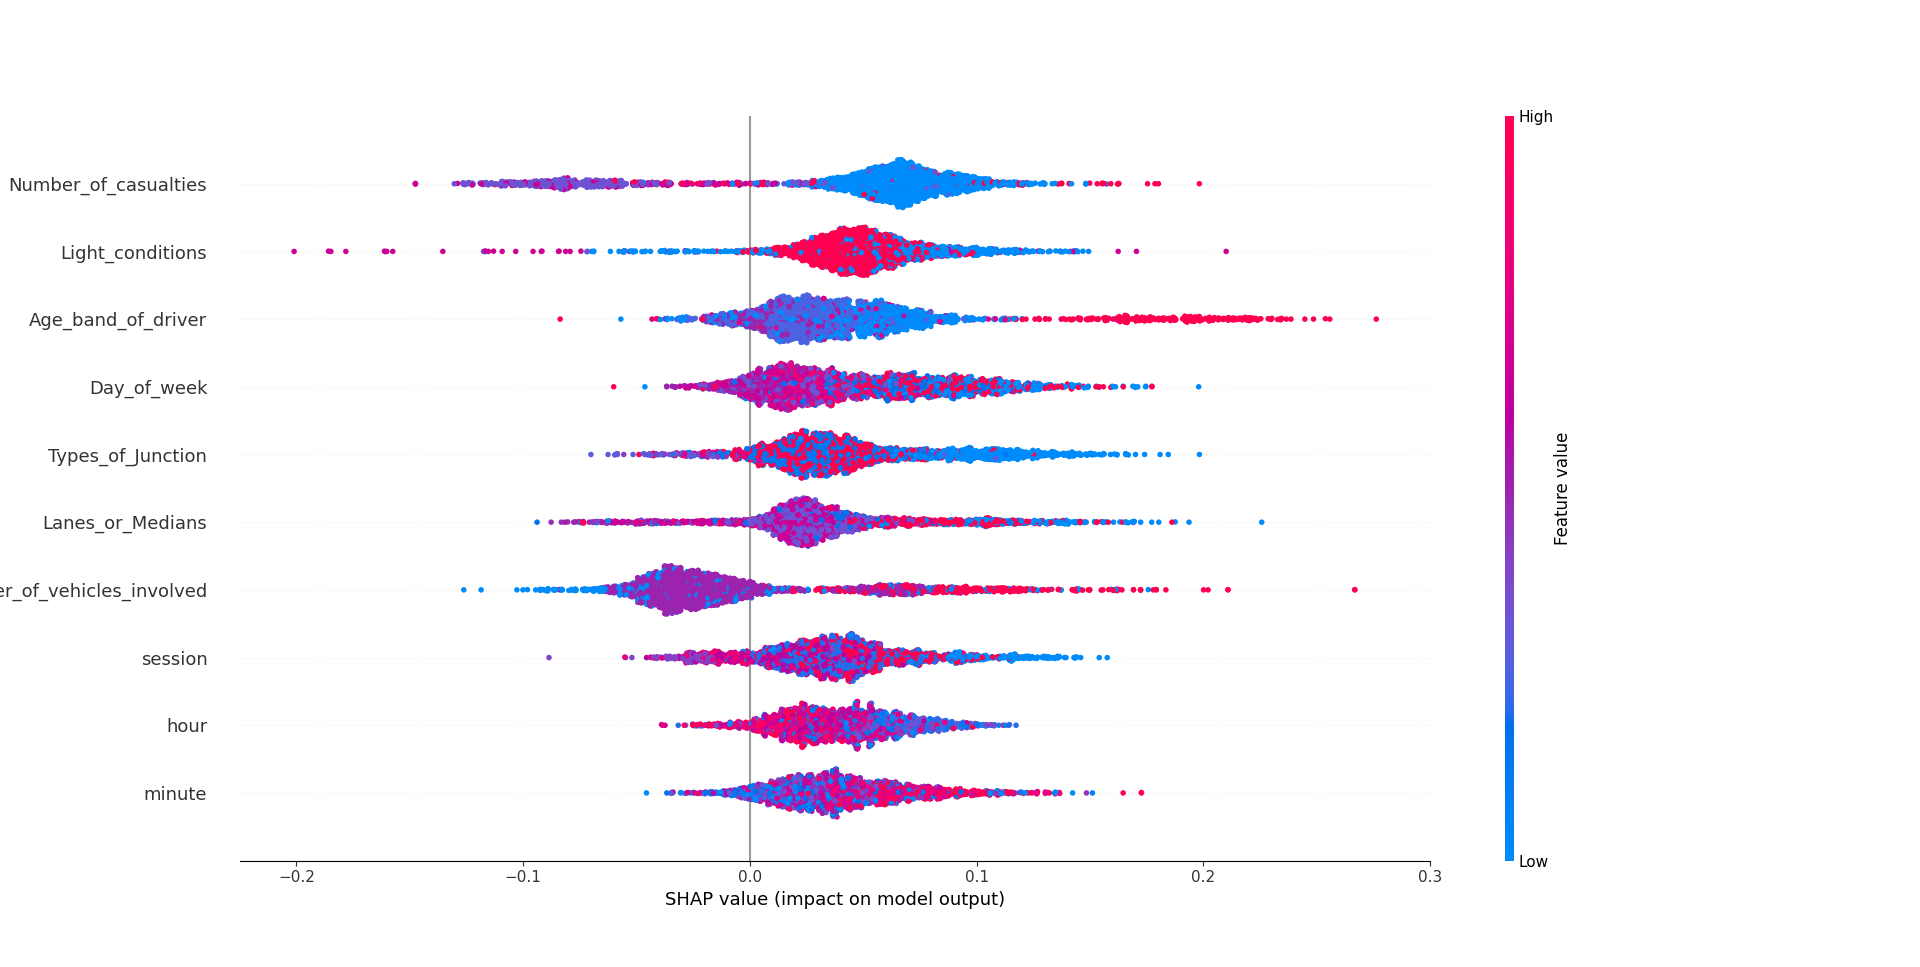 High
Number_of_casualties
Light_conditions
Age_band_of_driver
Day_of_week
Types_of_Junction
Lanes_or_Medians
er_of_vehicles_involved
session
hour
minute
Feature value
Low
−0.2 −0.1 0.0 0.1 0.2 0.3
SHAP value (impact on model output)